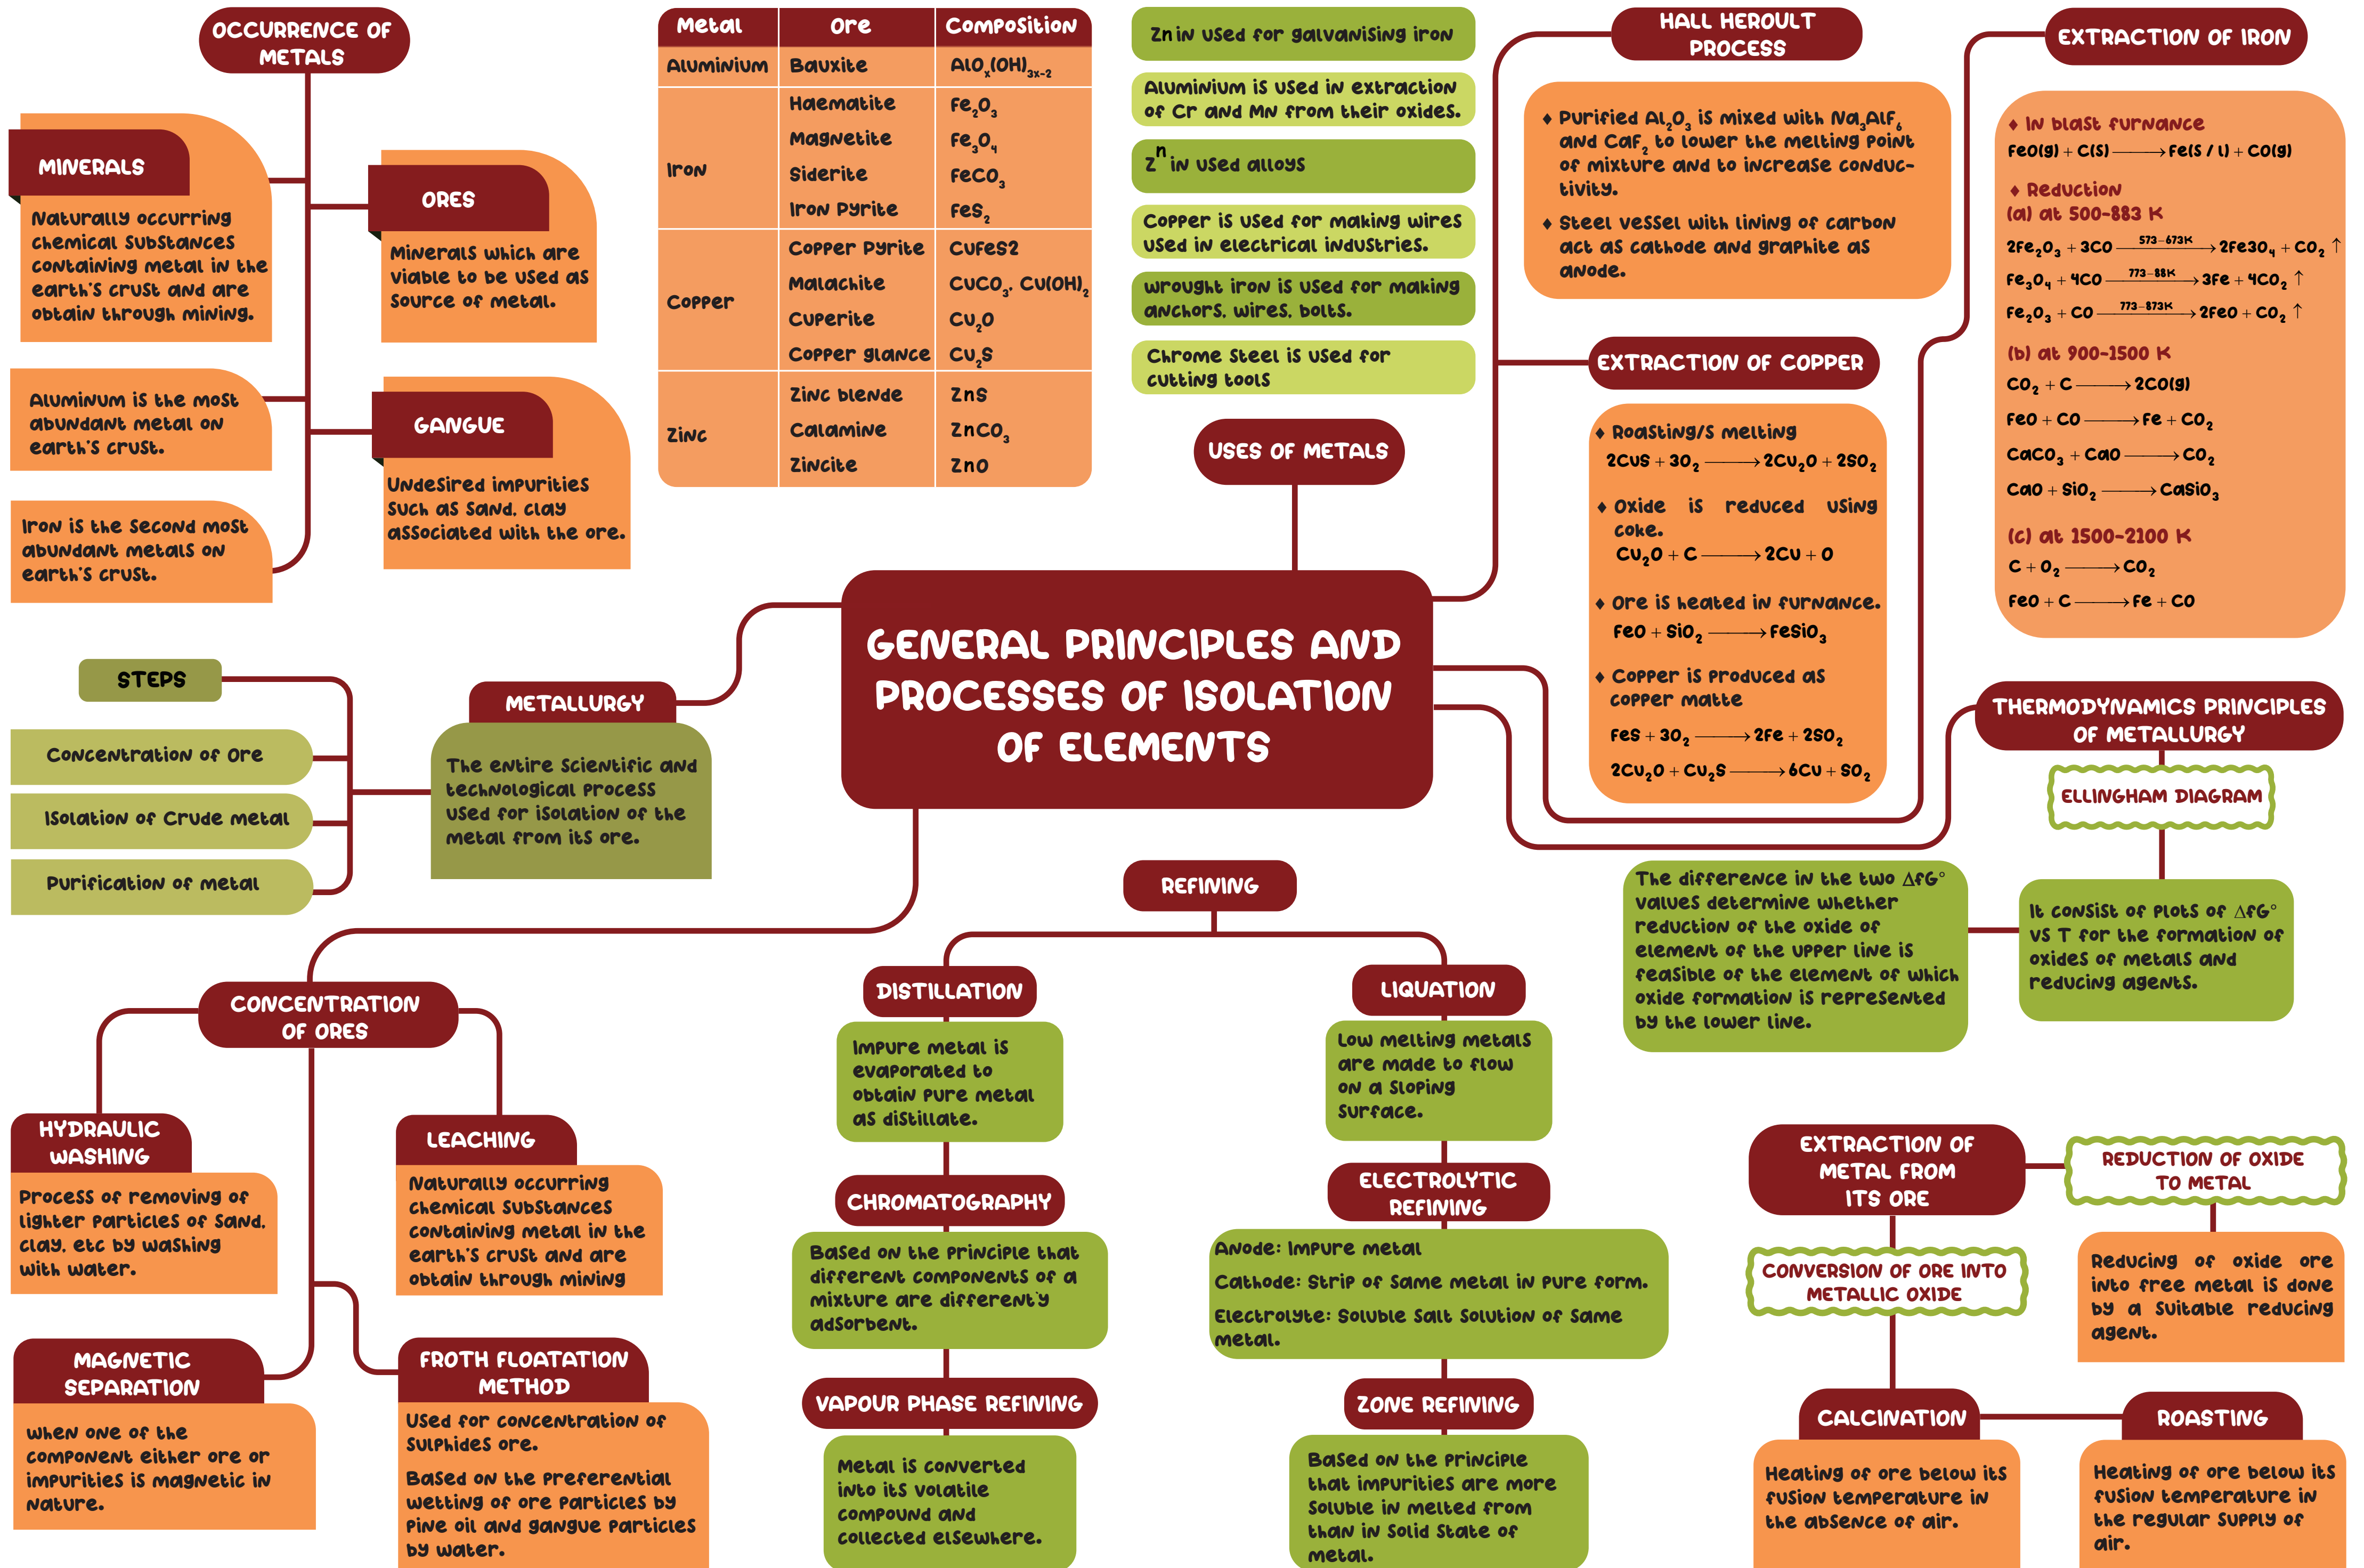 OCCURRENCE OF
METALS
MINERALS
Naturally occurring
chemical substances
containing metal in the
earth's crust and are
obtain through mining.
ORES
Minerals which are
viable to be used as
source of metal.
Aluminum is the most
abundant metal on
earth's crust.
GANGUE
Undesired impurities
such as sand, clay
associated with the ore.
Iron is the second most
abundant metals on
earth's crust.
Metal Ore Composition
Aluminium Bauxite AlOₓ(OH)₃ₓ₋₂
Iron
Haematite Fe₂O₃
Magnetite Fe₃O₄
Siderite FeCO₃
Iron Pyrite FeS₂
Copper
Copper Pyrite CuFeS2
Malachite CuCO₃. Cu(OH)₂
Cuperite Cu₂O
Copper glance Cu₂S
Zinc
Zinc blende ZnS
Calamine ZnCO₃
Zincite ZnO
Zn in used for galvanising iron
Aluminium is used in extraction
of Cr and Mn from their oxides.
Zⁿ in used alloys
Copper is used for making wires
used in electrical industries.
wrought iron is used for making
anchors, wires, bolts.
Chrome steel is used for
cutting tools
USES OF METALS
HALL HEROULT
PROCESS
♦ Purified Al₂O₃ is mixed with Na₃AlF₆
and CaF₂ to lower the melting point
of mixture and to increase conduc-
tivity.
♦ Steel vessel with lining of carbon
act as cathode and graphite as
anode.
EXTRACTION OF COPPER
♦ Roasting/S melting
2CuS + 3O₂ ⟶ 2Cu₂O + 2SO₂
♦ Oxide is reduced using
coke.
Cu₂O + C ⟶ 2Cu + O
♦ Ore is heated in furnance.
FeO + SiO₂ ⟶ FeSiO₃
♦ Copper is produced as
copper matte
FeS + 3O₂ ⟶ 2Fe + 2SO₂
2Cu₂O + Cu₂S ⟶ 6Cu + SO₂
EXTRACTION OF IRON
♦ In blast furnance
FeO(g) + C(S) ⟶ Fe(S / l) + CO(g)
♦ Reduction
(a) at 500-883 K
2Fe₂O₃ + 3CO 573–673K ⟶ 2Fe3O₄ + CO₂ ↑
Fe₃O₄ + 4CO 773–88K ⟶ 3Fe + 4CO₂ ↑
Fe₂O₃ + CO 773–873K ⟶ 2FeO + CO₂ ↑
(b) at 900-1500 K
CO₂ + C ⟶ 2CO(g)
FeO + CO ⟶ Fe + CO₂
CaCO₃ + CaO ⟶ CO₂
CaO + SiO₂ ⟶ CaSiO₃
(c) at 1500-2100 K
C + O₂ ⟶ CO₂
FeO + C ⟶ Fe + CO
GENERAL PRINCIPLES AND
PROCESSES OF ISOLATION
OF ELEMENTS
STEPS
Concentration of Ore
Isolation of Crude metal
Purification of metal
METALLURGY
The entire scientific and
technological process
used for isolation of the
metal from its ore.
THERMODYNAMICS PRINCIPLES
OF METALLURGY
ELLINGHAM DIAGRAM
It consist of plots of ΔfG°
vs T for the formation of
oxides of metals and
reducing agents.
The difference in the two ΔfG°
values determine whether
reduction of the oxide of
element of the upper line is
feasible of the element of which
oxide formation is represented
by the lower line.
CONCENTRATION
OF ORES
HYDRAULIC
WASHING
Process of removing of
lighter particles of sand,
clay, etc by washing
with water.
LEACHING
Naturally occurring
chemical substances
containing metal in the
earth's crust and are
obtain through mining
MAGNETIC
SEPARATION
when one of the
component either ore or
impurities is magnetic in
nature.
FROTH FLOATATION
METHOD
Used for concentration of
sulphides ore.
Based on the preferential
wetting of ore particles by
pine oil and gangue particles
by water.
REFINING
DISTILLATION
Impure metal is
evaporated to
obtain pure metal
as distillate.
CHROMATOGRAPHY
Based on the principle that
different components of a
mixture are differenty
adsorbent.
VAPOUR PHASE REFINING
Metal is converted
into its volatile
compound and
collected elsewhere.
LIQUATION
Low melting metals
are made to flow
on a sloping
surface.
ELECTROLYTIC
REFINING
Anode: Impure metal
Cathode: Strip of same metal in pure form.
Electrolyte: Soluble salt solution of same
metal.
ZONE REFINING
Based on the principle
that impurities are more
soluble in melted from
than in solid state of
metal.
EXTRACTION OF
METAL FROM
ITS ORE
REDUCTION OF OXIDE
TO METAL
Reducing of oxide ore
into free metal is done
by a suitable reducing
agent.
CONVERSION OF ORE INTO
METALLIC OXIDE
CALCINATION
Heating of ore below its
fusion temperature in
the absence of air.
ROASTING
Heating of ore below its
fusion temperature in
the regular supply of
air.